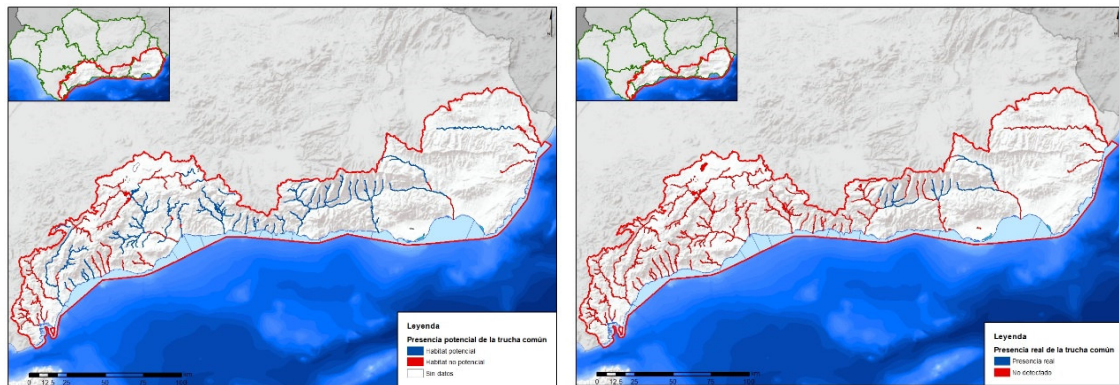 Leyenda
Presencia potencial de la trucha común
Habitat potencial
Habitat no potencial
Sin datos
0 12,5 25 50 75 100
Leyenda
Presencia real de la trucha común
Presencia real
No detectado
0 12,5 25 50 75 100